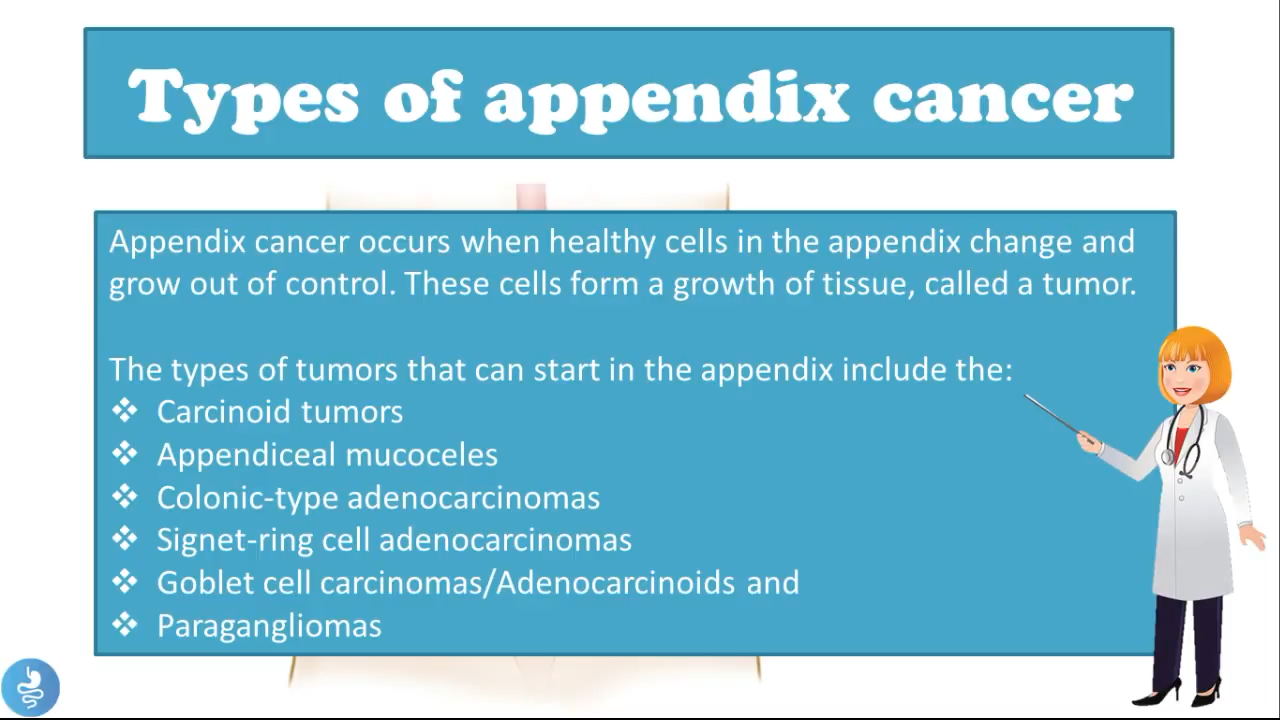 Types of appendix cancer
Appendix cancer occurs when healthy cells in the appendix change and
grow out of control. These cells form a growth of tissue, called a tumor.
The types of tumors that can start in the appendix include the:
❖ Carcinoid tumors
❖ Appendiceal mucoceles
❖ Colonic-type adenocarcinomas
❖ Signet-ring cell adenocarcinomas
❖ Goblet cell carcinomas/Adenocarcinoids and
❖ Paragangliomas